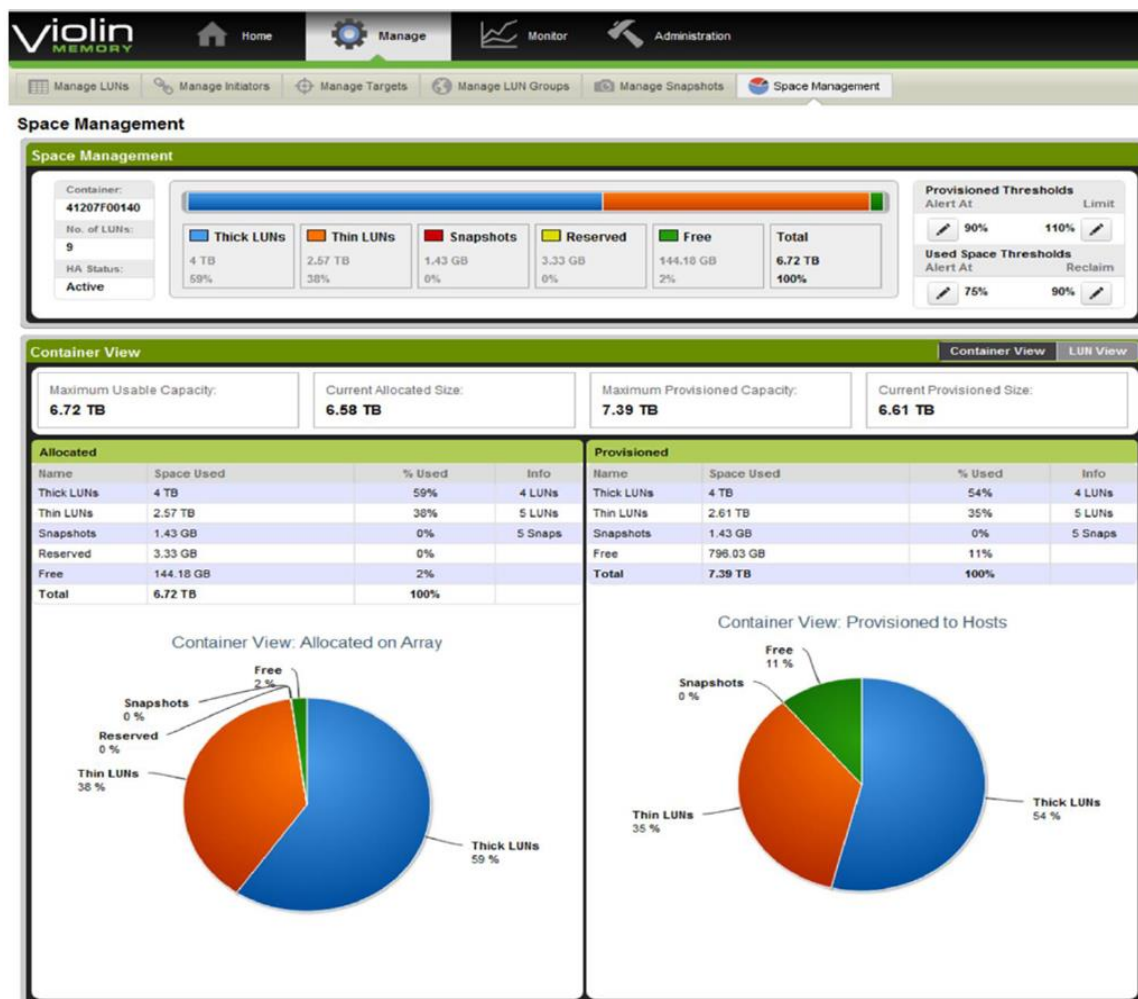 Violin
MEMORY
Home
Manage
Monitor
Administration
Manage LUNs
Manage Initiators
Manage Targets
Manage LUN Groups
Manage Snapshots
Space Management
Space Management
Space Management
Container:
41207F00140
No. of LUNs:
9
HA Status:
Active
Thick LUNs
4 TB
59%
Thin LUNs
2.57 TB
38%
Snapshots
1.43 GB
0%
Reserved
3.33 GB
0%
Free
144.18 GB
2%
Total
6.72 TB
100%
Provisioned Thresholds
Alert At Limit
90% 110%
Used Space Thresholds
Alert At Reclaim
75% 90%
Container View
Container View LUN View
Maximum Usable Capacity:
6.72 TB
Current Allocated Size:
6.58 TB
Maximum Provisioned Capacity:
7.39 TB
Current Provisioned Size:
6.61 TB
Allocated
Name Space Used % Used Info
Thick LUNs 4 TB 59% 4 LUNs
Thin LUNs 2.57 TB 38% 5 LUNs
Snapshots 1.43 GB 0% 5 Snaps
Reserved 3.33 GB 0%
Free 144.18 GB 2%
Total 6.72 TB 100%
Container View: Allocated on Array
Free
2 %
Snapshots
0 %
Reserved
0 %
Thin LUNs
38 %
Thick LUNs
59 %
Provisioned
Name Space Used % Used Info
Thick LUNs 4 TB 54% 4 LUNs
Thin LUNs 2.61 TB 35% 5 LUNs
Snapshots 1.43 GB 0% 5 Snaps
Free 796.03 GB 11%
Total 7.39 TB 100%
Container View: Provisioned to Hosts
Free
11 %
Snapshots
0 %
Thin LUNs
35 %
Thick LUNs
54 %